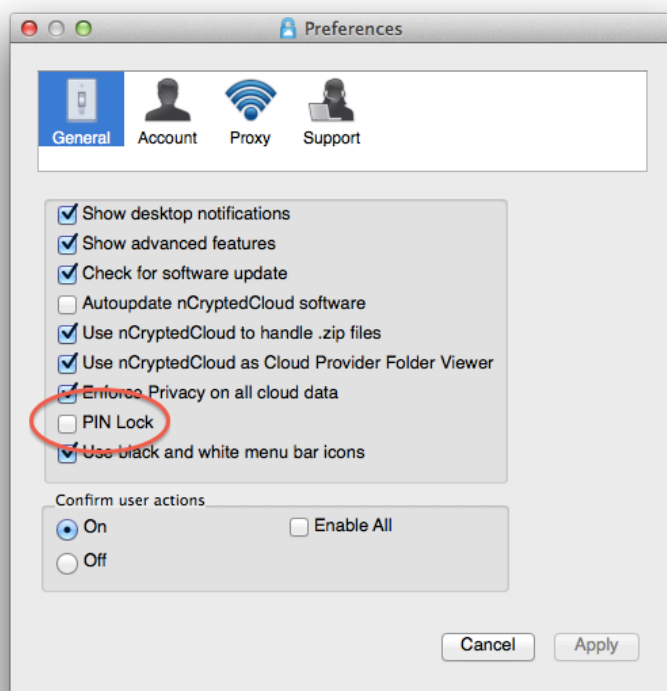 Preferences
General Account Proxy Support
Show desktop notifications
Show advanced features
Check for software update
Autoupdate nCryptedCloud software
Use nCryptedCloud to handle .zip files
Use nCryptedCloud as Cloud Provider Folder Viewer
Enforce Privacy on all cloud data
PIN Lock
Use black and white menu bar icons
Confirm user actions
On Enable All
Off
Cancel Apply